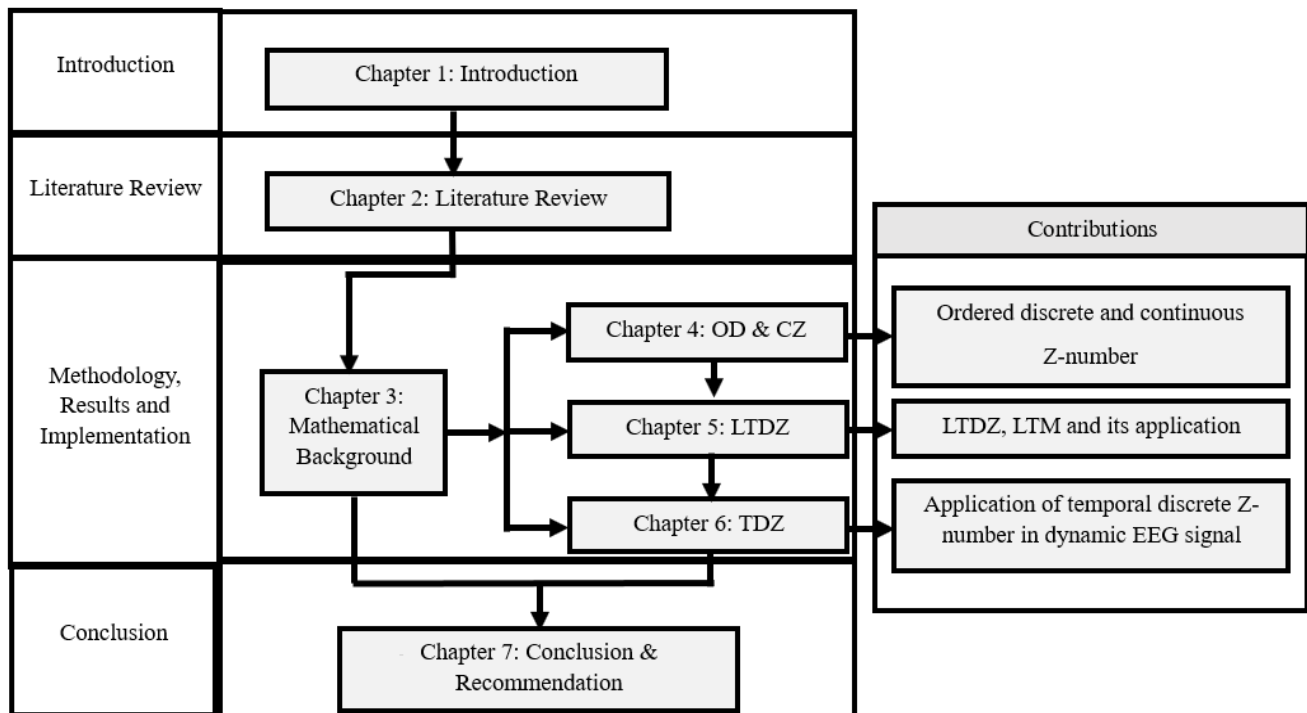 Introduction
Chapter 1: Introduction
Literature Review
Chapter 2: Literature Review
Methodology,
Results and
Implementation
Chapter 3:
Mathematical
Background
Chapter 4: OD & CZ
Chapter 5: LTDZ
Chapter 6: TDZ
Contributions
Ordered discrete and continuous
Z-number
LTDZ, LTM and its application
Application of temporal discrete Z-
number in dynamic EEG signal
Conclusion
Chapter 7: Conclusion &
Recommendation